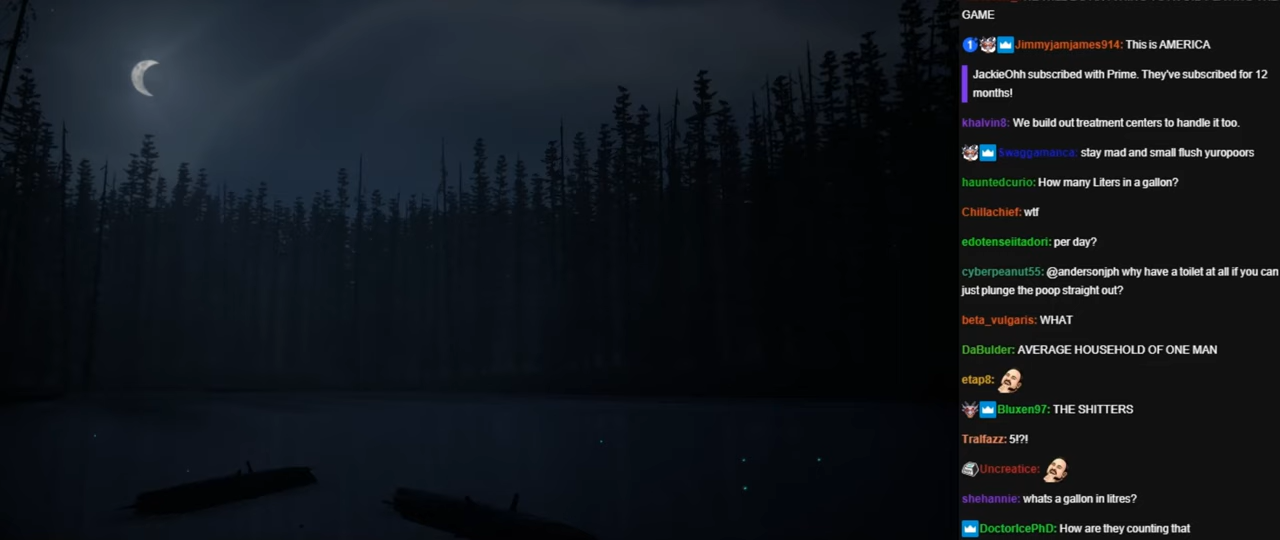 GAME
1 Jimmyjamjames914: This is AMERICA
JackieOhh subscribed with Prime. They've subscribed for 12
months!
khalvin8: We build out treatment centers to handle it too.
Swaggamanca: stay mad and small flush yuropoors
hauntedcurio: How many Liters in a gallon?
Chillachief: wtf
edotenseiitadori: per day?
cyberpeanut55: @andersonjph why have a toilet at all if you can
just plunge the poop straight out?
beta_vulgaris: WHAT
DaBulder: AVERAGE HOUSEHOLD OF ONE MAN
etap8:
Bluxen97: THE SHITTERS
Tralfazz: 5!?!
Uncreatice:
shehannie: whats a gallon in litres?
DoctorIcePhD: How are they counting that